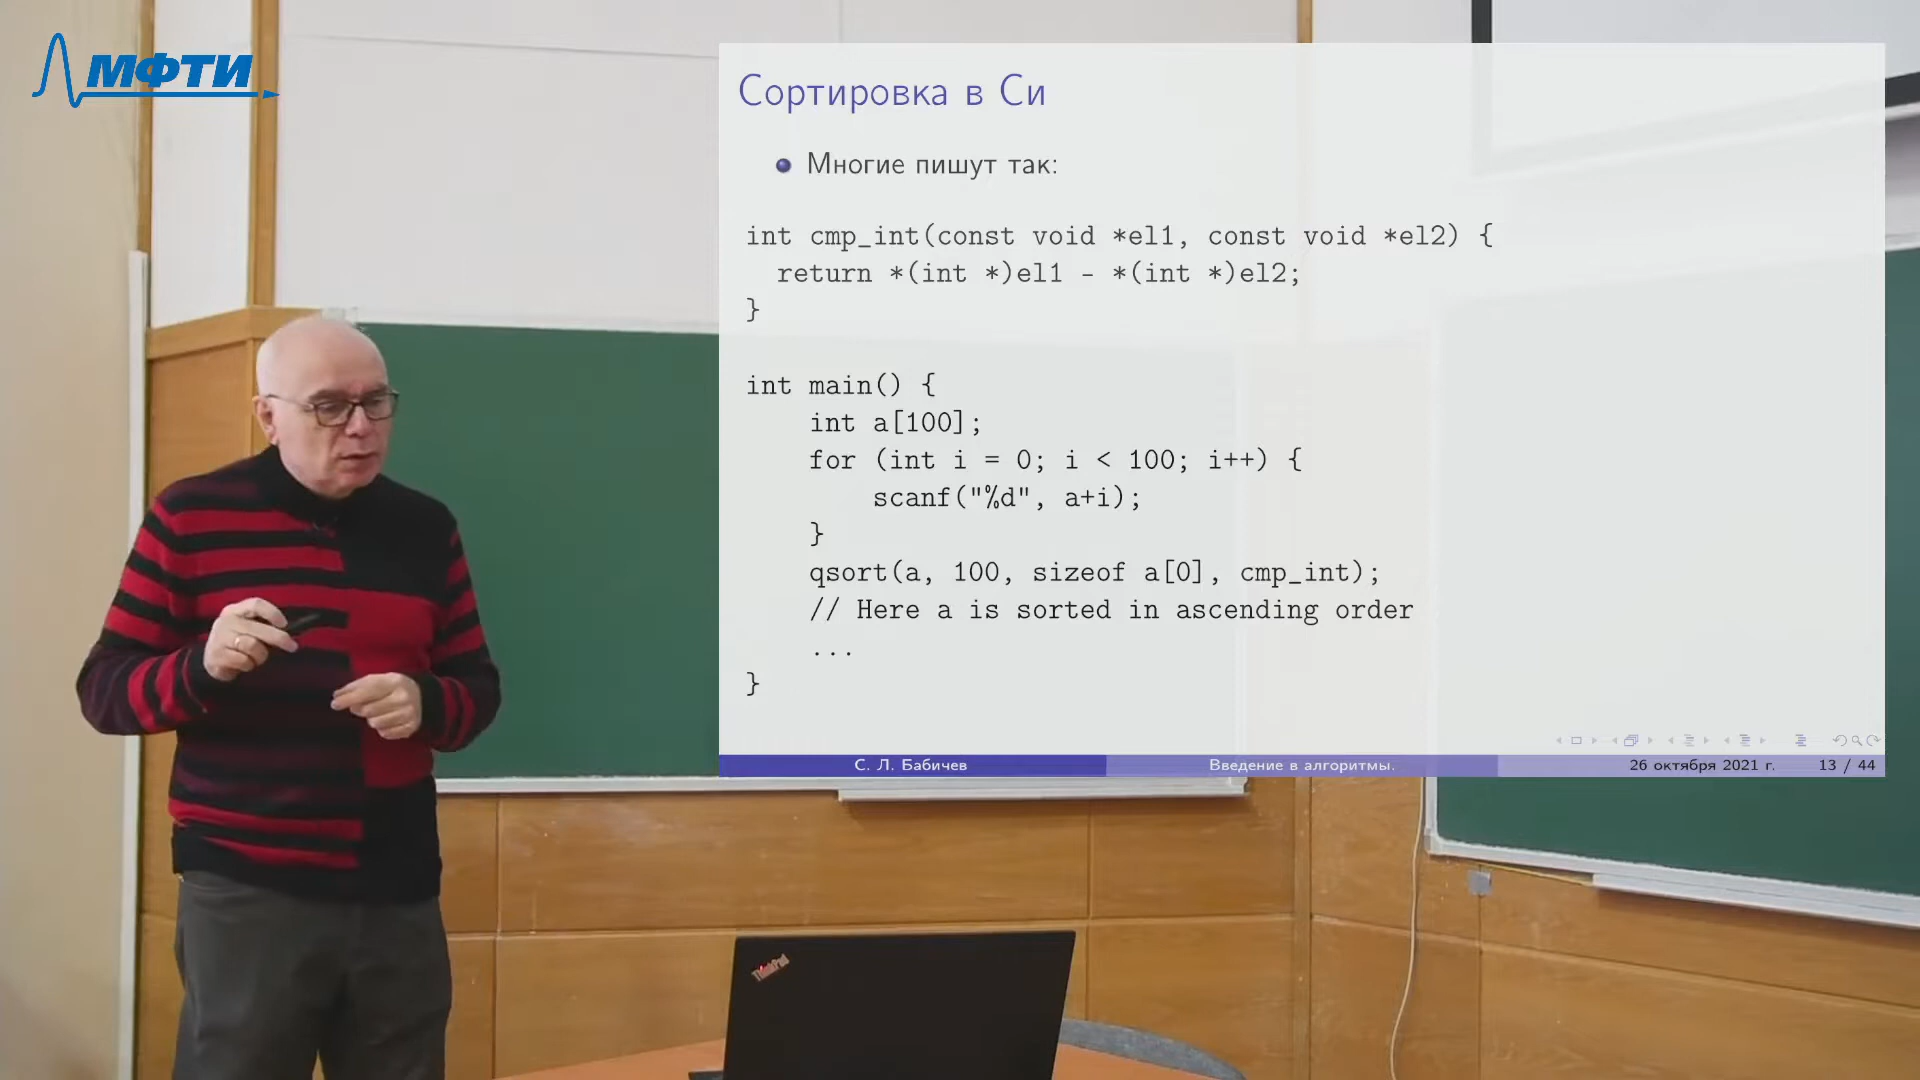 МФТИ
Сортировка в Си
Многие пишут так:
int cmp_int(const void *el1, const void *el2) {
return *(int *)el1 - *(int *)el2;
}
int main() {
int a[100];
for (int i = 0; i < 100; i++) {
scanf("%d", a+i);
}
qsort(a, 100, sizeof a[0], cmp_int);
// Here a is sorted in ascending order
...
}
С. Л. Бабичев Введение в алгоритмы. 26 октября 2021 г. 13 / 44
ThinkPad